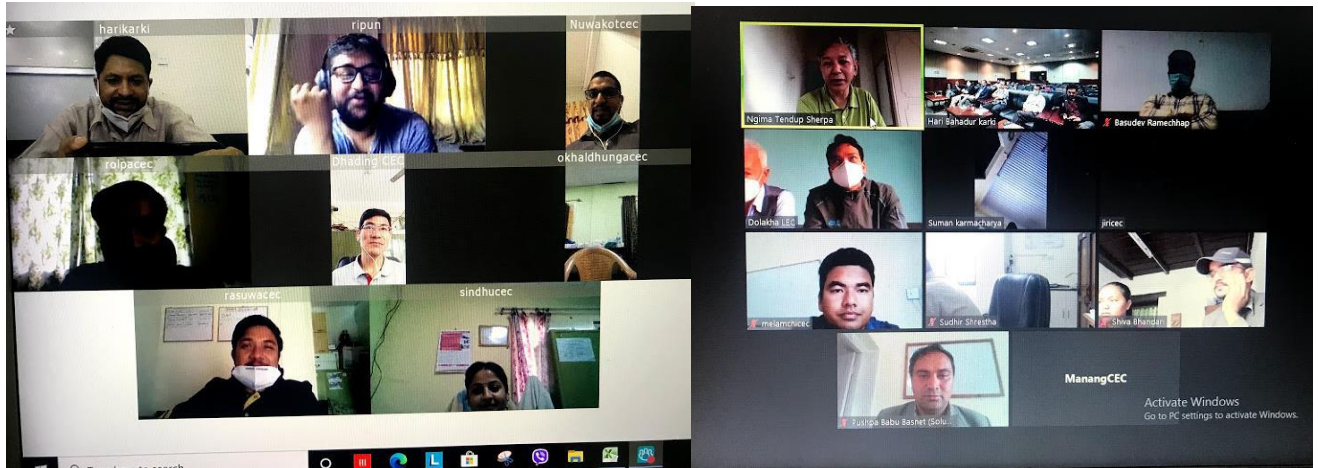 harikarki
ripun
Nuwakotcec
rolpacec
Dhading CEC
okhaldhungacec
rasuwacec
sindhucec
Ngima Tendup Sherpa
Hari Bahadur karki
Basudev Ramechhap
Dolakha LEC
Suman karmacharya
jiricec
melamchicec
Sudhir Shrestha
Shiva Bhandari
Pushpa Babu Basnet (Solu...
ManangCEC
Activate Windows
Go to PC settings to activate Windows.